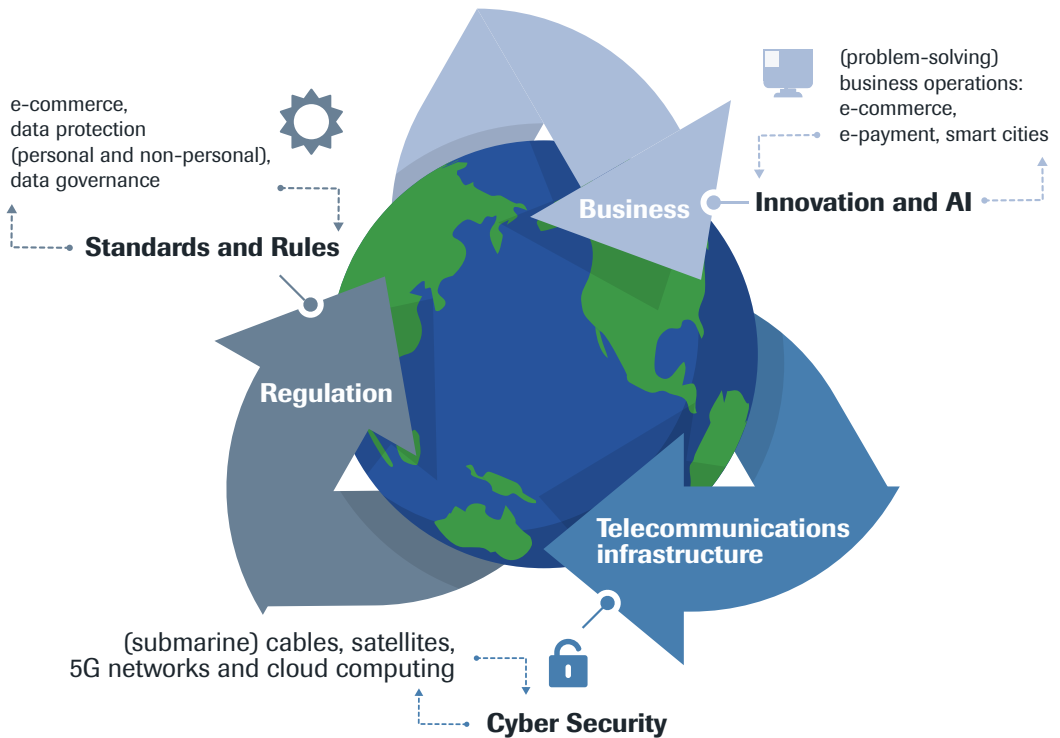 (problem-solving)
business operations:
e-commerce,
e-payment, smart cities
Innovation and AI
Business
e-commerce,
data protection
(personal and non-personal),
data governance
Standards and Rules
Regulation
Telecommunications
infrastructure
(submarine) cables, satellites,
5G networks and cloud computing
Cyber Security